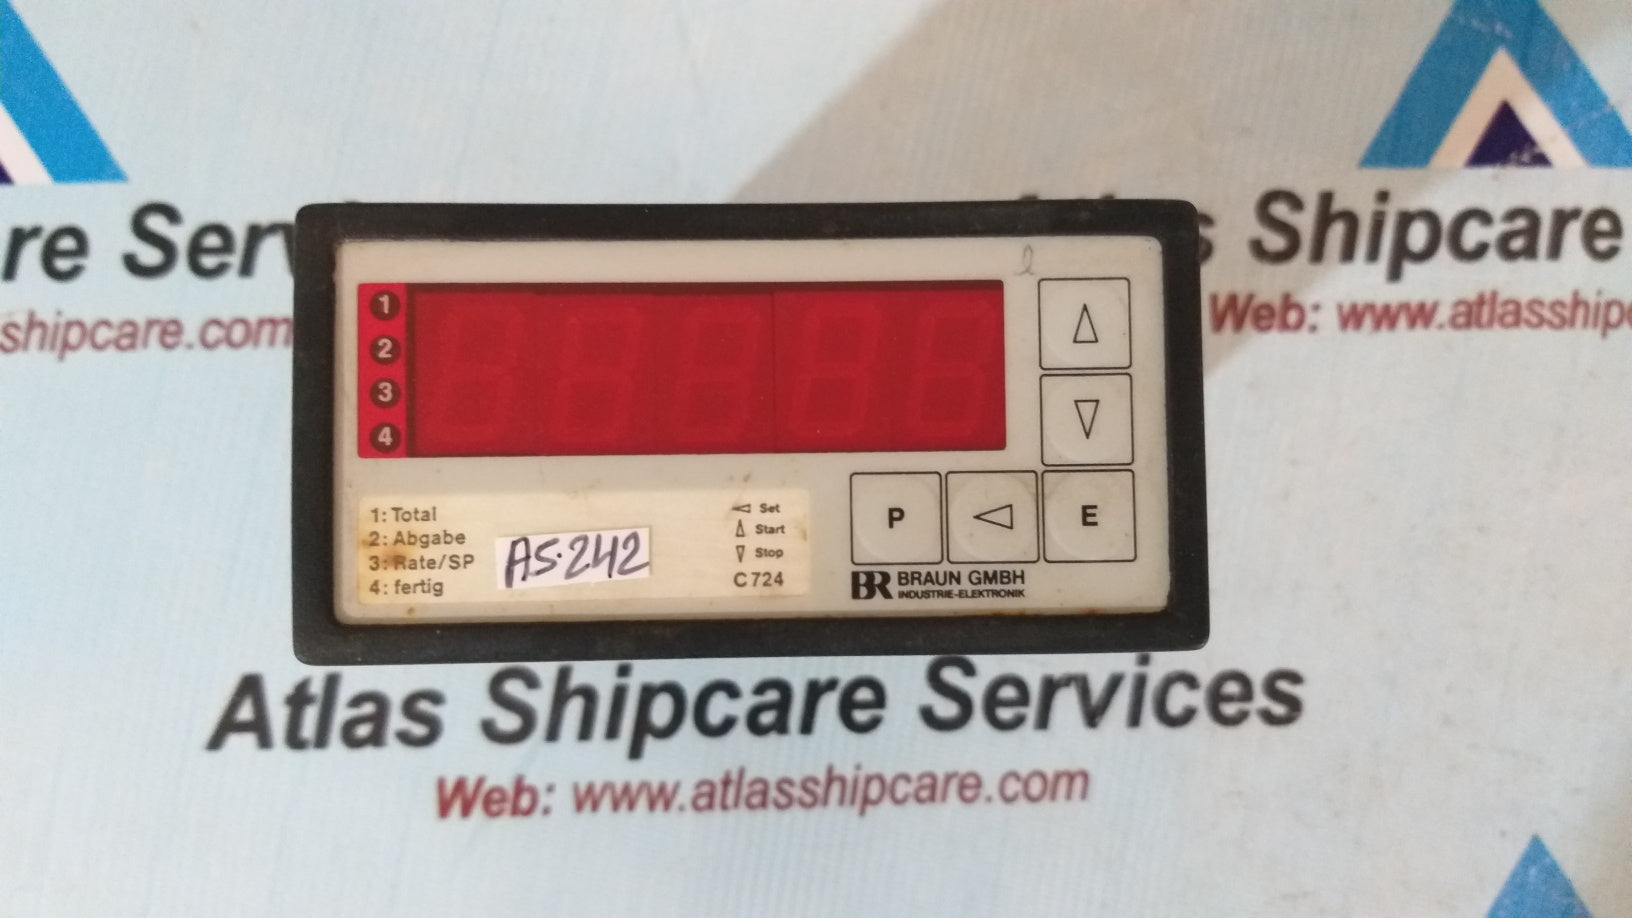 re Serv
s Shipcare
shipcare.com
Web: www.atlasship
1
2
3
4
1: Total
2: Abgabe
3: Rate/SP
4: fertig
AS·242
◁ Set
△ Start
▽ Stop
C724
△
▽
P ◁ E
BR BRAUN GMBH
INDUSTRIE-ELEKTRONIK
Atlas Shipcare Services
Web: www.atlasshipcare.com